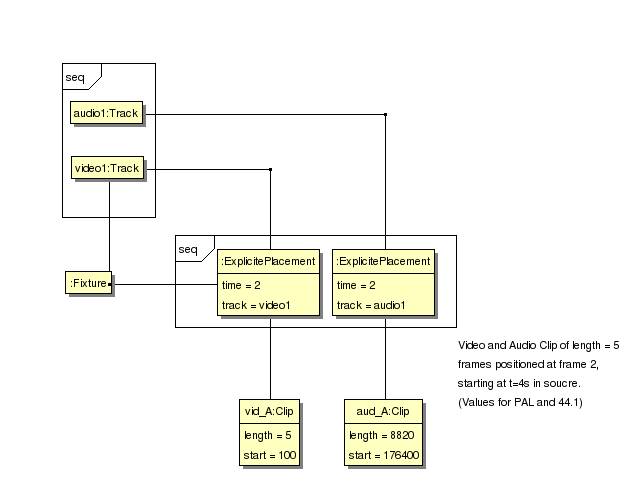 seq
audio1:Track
video1:Track
seq
:ExplicitePlacement
time = 2
track = video1
:ExplicitePlacement
time = 2
track = audio1
:Fixture
Video and Audio Clip of length = 5
frames positioned at frame 2,
starting at t=4s in soucre.
(Values for PAL and 44.1)
vid_A:Clip
length = 5
start = 100
aud_A:Clip
length = 8820
start = 176400